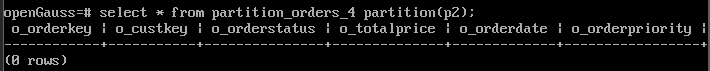 openGauss=# select * from partition_orders_4 partition(p2);
 o_orderkey | o_custkey | o_orderstatus | o_totalprice | o_orderdate | o_orderpriority |
------------+-----------+---------------+--------------+-------------+-----------------+
(0 rows)